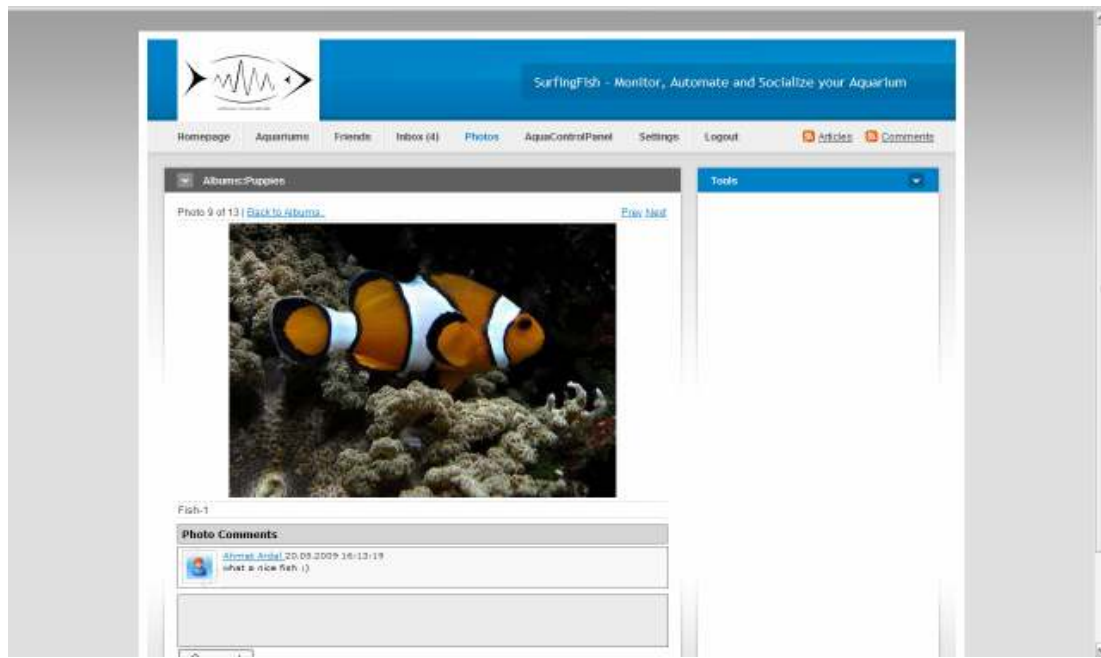 SurfingFish - Monitor, Automate and Socialize your Aquarium
Homepage Aquariums Friends Inbox (4) Photos AquaControlPanel Settings Logout Articles Comments
Albums::Puppies
Tools
Photo 9 of 13 | Back to Albums.. Prev Next
Fish-1
Photo Comments
Ahmet Ardal 20.05.2009 16:13:19
what a nice fish :)